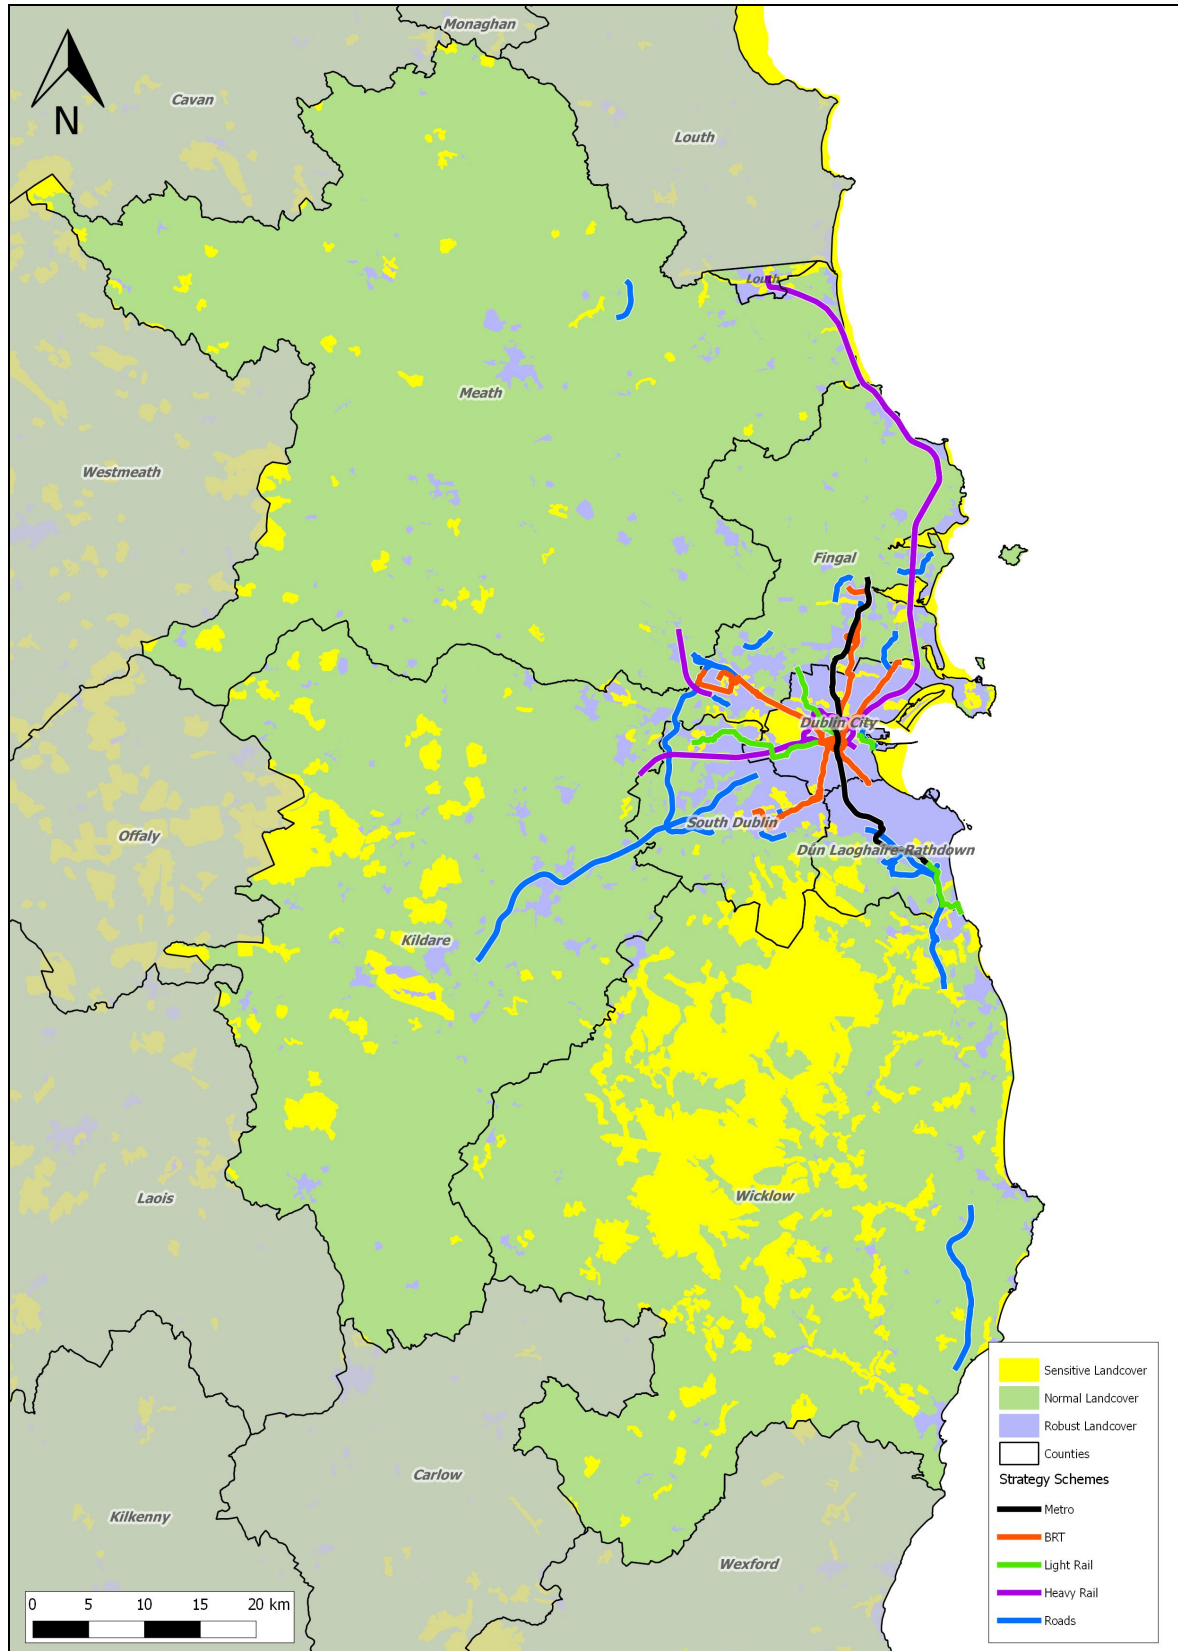 Monaghan
Cavan
N
Louth
Louth
Meath
Westmeath
Fingal
Dublin City
South Dublin
Offaly
Dún Laoghaire-Rathdown
Kildare
Wicklow
Laois
Carlow
Kilkenny
Wexford
Sensitive Landcover
Normal Landcover
Robust Landcover
Counties
Strategy Schemes
Metro
BRT
Light Rail
Heavy Rail
Roads
0 5 10 15 20 km